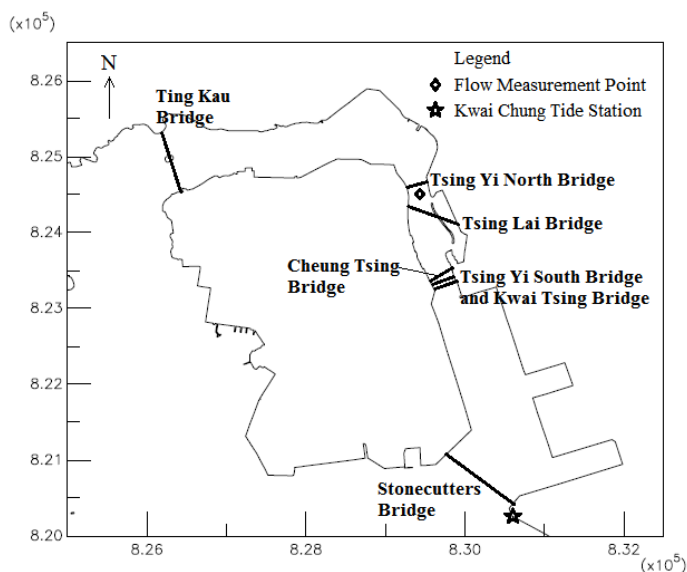 (x10⁵)
8.26
8.25
8.24
8.23
8.22
8.21
8.20
N
Legend
Flow Measurement Point
Kwai Chung Tide Station
Ting Kau
Bridge
Tsing Yi North Bridge
Tsing Lai Bridge
Cheung Tsing
Bridge
Tsing Yi South Bridge
and Kwai Tsing Bridge
Stonecutters
Bridge
8.26
8.28
8.30
8.32
(x10⁵)